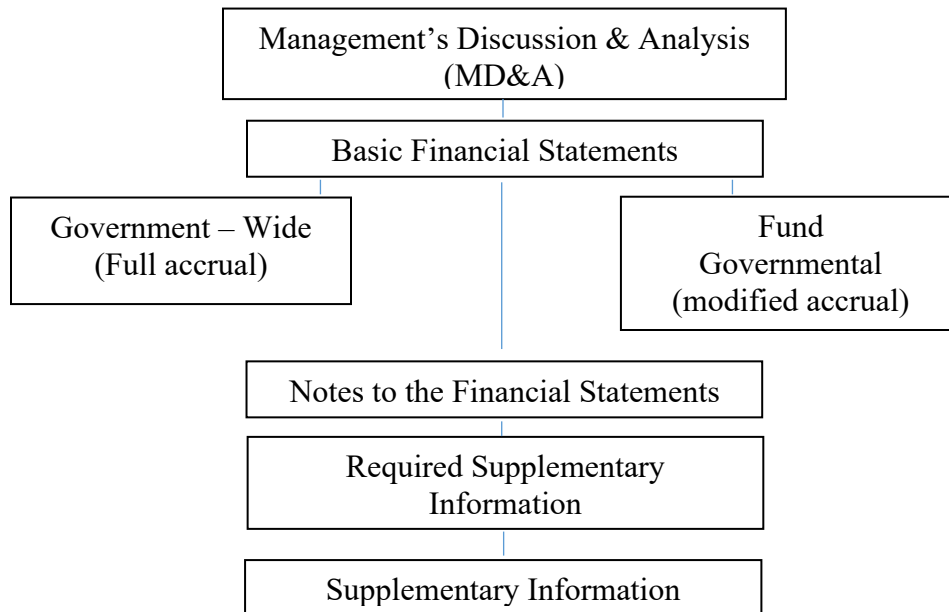 Management’s Discussion & Analysis
(MD&A)
Basic Financial Statements
Government – Wide
(Full accrual)
Fund
Governmental
(modified accrual)
Notes to the Financial Statements
Required Supplementary
Information
Supplementary Information